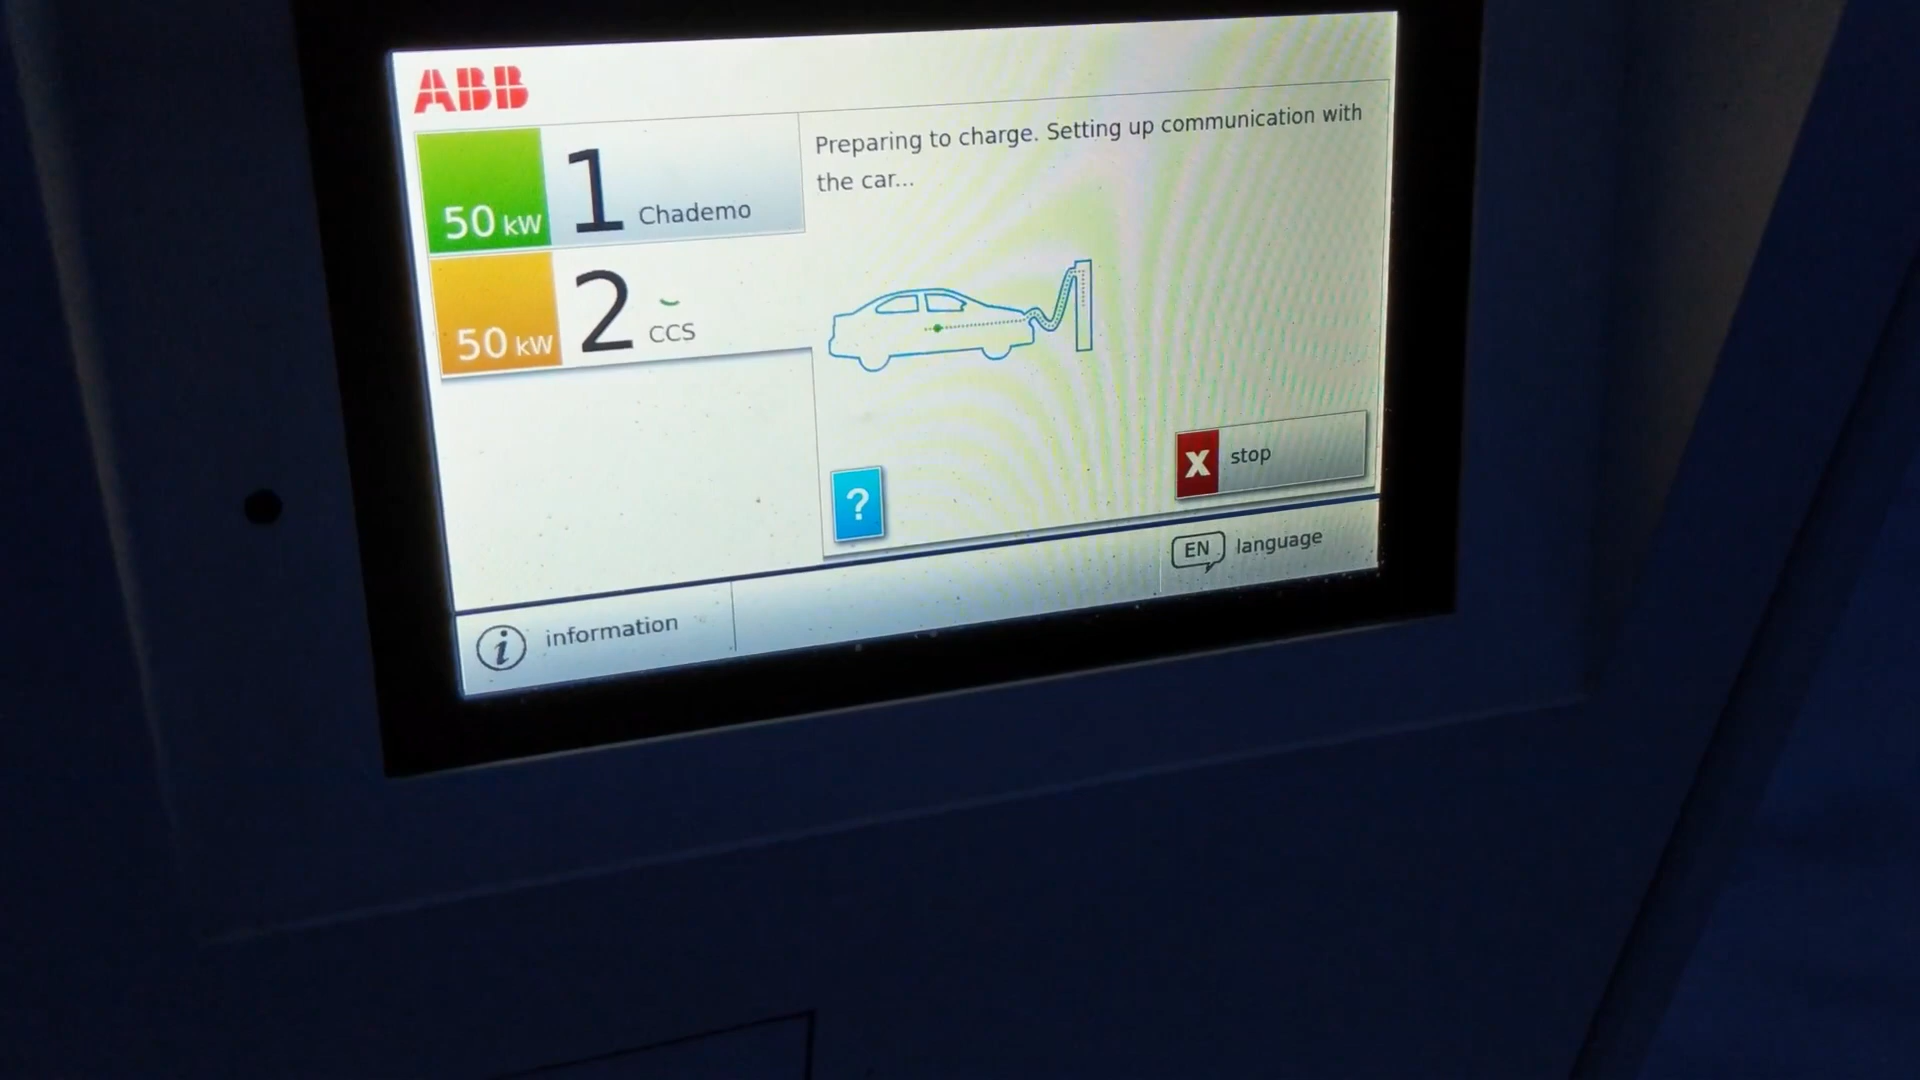 ABB
50 kW 1 Chademo
50 kW 2 CCS
Preparing to charge. Setting up communication with
the car...
?
X stop
EN language
i information